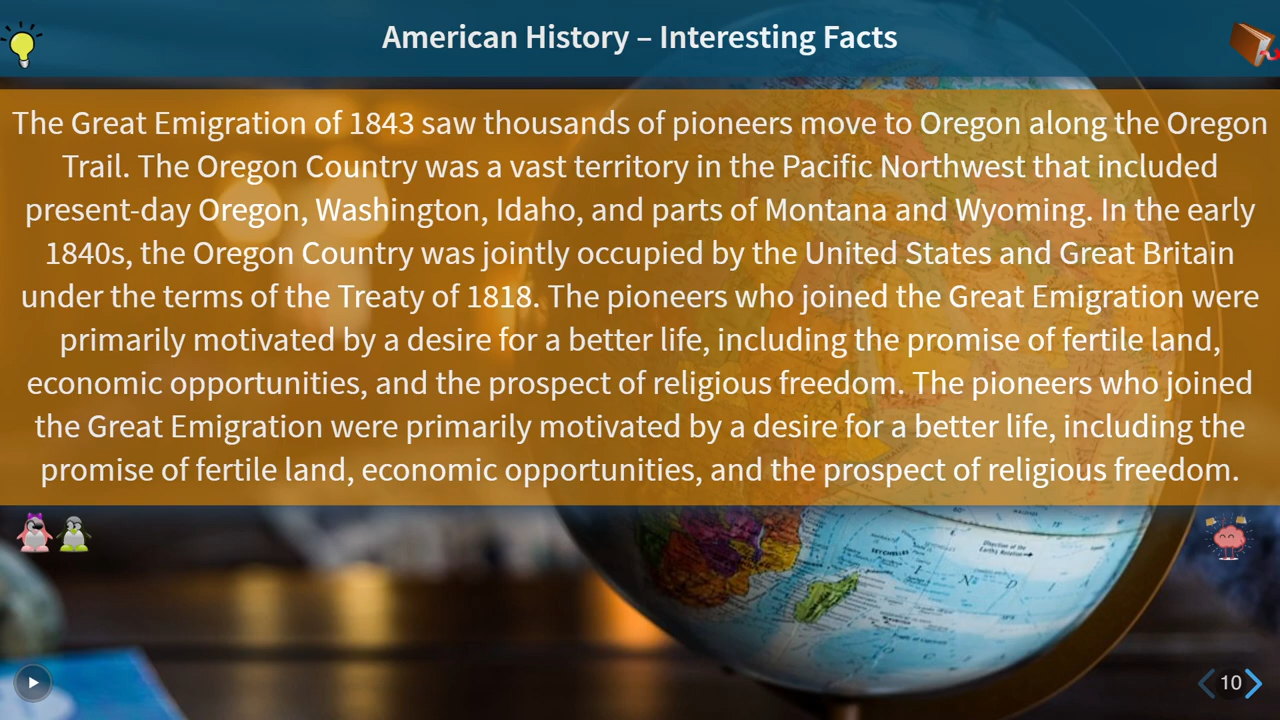 American History – Interesting Facts
The Great Emigration of 1843 saw thousands of pioneers move to Oregon along the Oregon
Trail. The Oregon Country was a vast territory in the Pacific Northwest that included
present-day Oregon, Washington, Idaho, and parts of Montana and Wyoming. In the early
1840s, the Oregon Country was jointly occupied by the United States and Great Britain
under the terms of the Treaty of 1818. The pioneers who joined the Great Emigration were
primarily motivated by a desire for a better life, including the promise of fertile land,
economic opportunities, and the prospect of religious freedom. The pioneers who joined
the Great Emigration were primarily motivated by a desire for a better life, including the
promise of fertile land, economic opportunities, and the prospect of religious freedom.
Direction of the
Earth's Rotation
SEYCHELLES
I N D
10